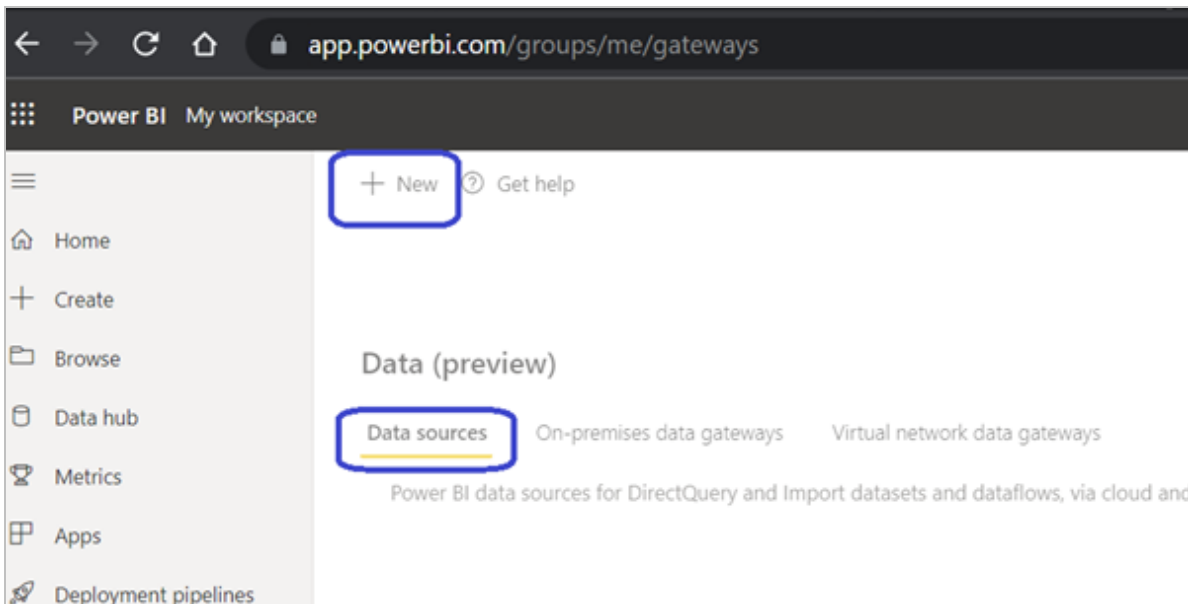 app.powerbi.com/groups/me/gateways
Power BI My workspace
+ New Get help
Home
Create
Browse
Data hub
Metrics
Apps
Deployment pipelines
Data (preview)
Data sources On-premises data gateways Virtual network data gateways
Power BI data sources for DirectQuery and Import datasets and dataflows, via cloud and